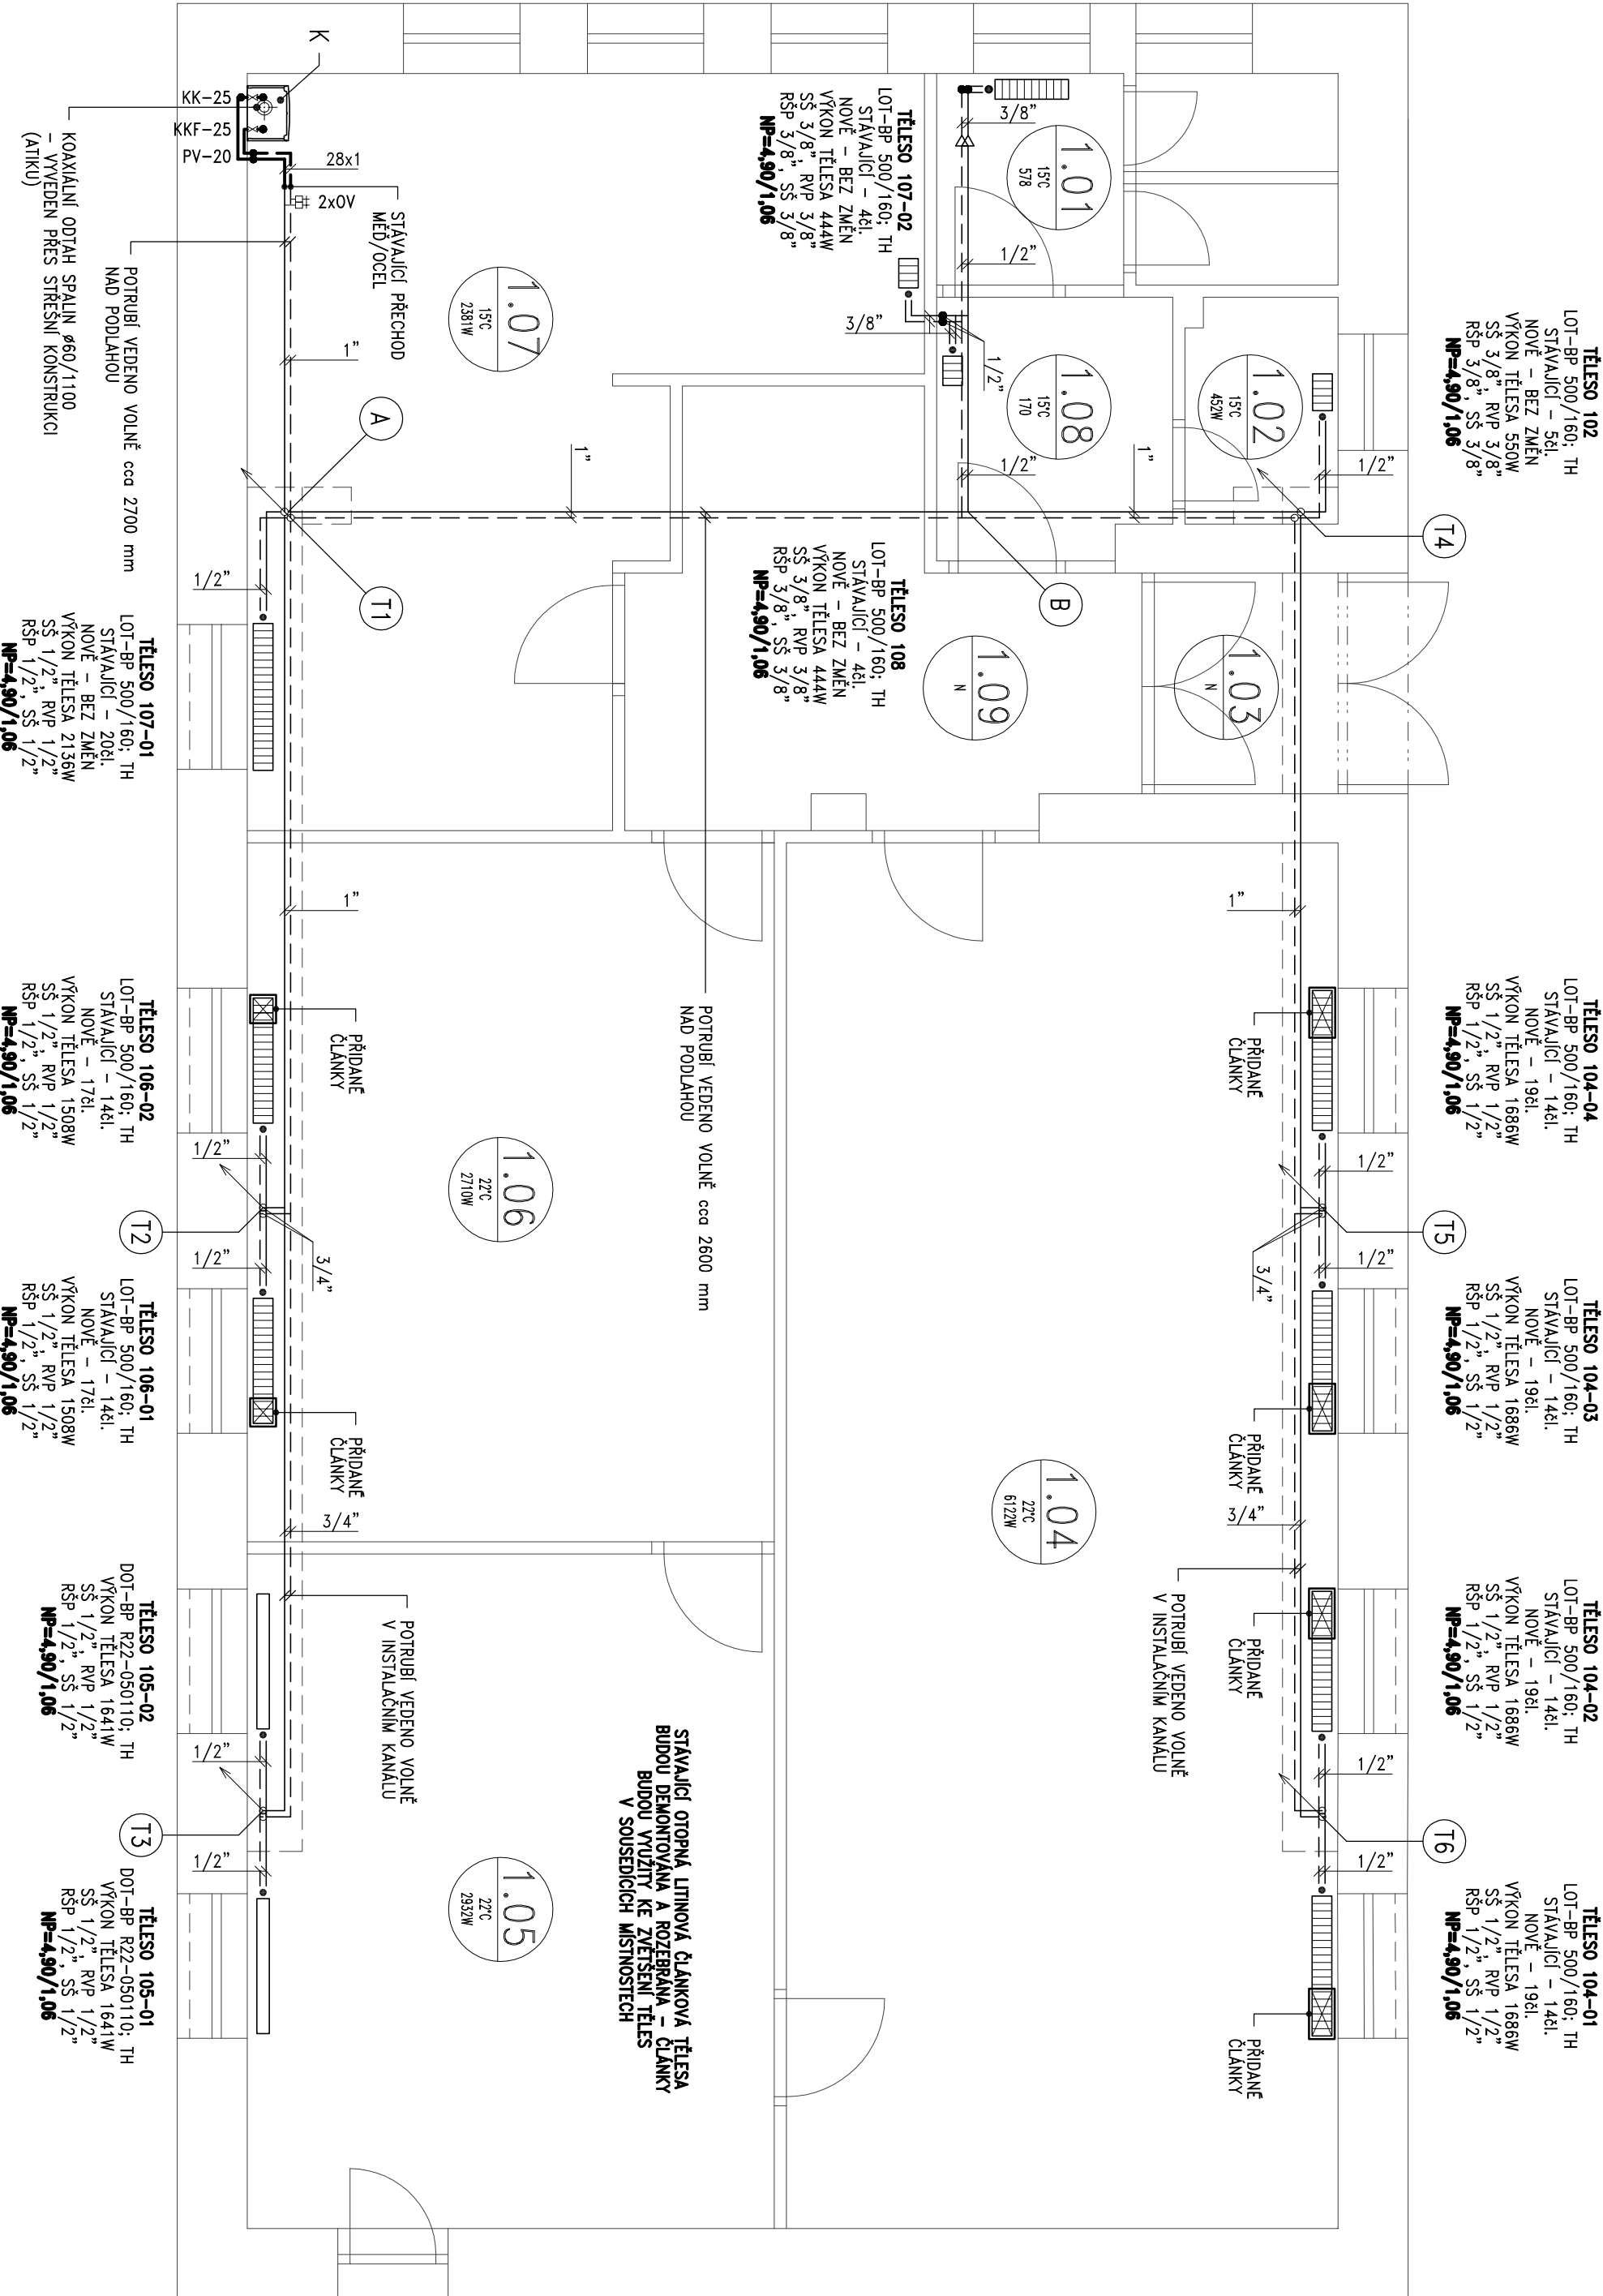 TĚLESO 102
LOT-BP 500/160; TH
STÁVAJÍCÍ - 5čl.
NOVĚ - BEZ ZMĚN
VÝKON TĚLESA 550W
SŠ 3/8", RVP 3/8"
RŠP 3/8", SŠ 3/8"
NP=4,90/1,06
TĚLESO 104-04
LOT-BP 500/160; TH
STÁVAJÍCÍ - 14čl.
NOVĚ - 19čl.
VÝKON TĚLESA 1686W
SŠ 1/2", RVP 1/2"
RŠP 1/2", SŠ 1/2"
NP=4,90/1,06
TĚLESO 104-03
LOT-BP 500/160; TH
STÁVAJÍCÍ - 14čl.
NOVĚ - 19čl.
VÝKON TĚLESA 1686W
SŠ 1/2", RVP 1/2"
RŠP 1/2", SŠ 1/2"
NP=4,90/1,06
TĚLESO 104-02
LOT-BP 500/160; TH
STÁVAJÍCÍ - 14čl.
NOVĚ - 19čl.
VÝKON TĚLESA 1686W
SŠ 1/2", RVP 1/2"
RŠP 1/2", SŠ 1/2"
NP=4,90/1,06
TĚLESO 104-01
LOT-BP 500/160; TH
STÁVAJÍCÍ - 14čl.
NOVĚ - 19čl.
VÝKON TĚLESA 1686W
SŠ 1/2", RVP 1/2"
RŠP 1/2", SŠ 1/2"
NP=4,90/1,06
T4
T5
T6
1/2"
1/2"
1/2"
1/2"
1/2"
1.02
15°C
452W
1.03
N
1"
1"
PŘIDANÉ
ČLÁNKY
3/4"
PŘIDANÉ
ČLÁNKY
3/4"
PŘIDANÉ
ČLÁNKY
PŘIDANÉ
ČLÁNKY
POTRUBÍ VEDENO VOLNĚ
V INSTALAČNÍM KANÁLU
1.01
15°C
578
1.08
15°C
170
B
1.09
N
1.04
22°C
6122W
3/8"
1/2"
1/2"
1/2"
3/8"
TĚLESO 107-02
LOT-BP 500/160; TH
STÁVAJÍCÍ - 4čl.
NOVĚ - BEZ ZMĚN
VÝKON TĚLESA 444W
SŠ 3/8", RVP 3/8"
RŠP 3/8", SŠ 3/8"
NP=4,90/1,06
TĚLESO 108
LOT-BP 500/160; TH
STÁVAJÍCÍ - 4čl.
NOVĚ - BEZ ZMĚN
VÝKON TĚLESA 444W
SŠ 3/8", RVP 3/8"
RŠP 3/8", SŠ 3/8"
NP=4,90/1,06
POTRUBÍ VEDENO VOLNĚ cca 2600 mm
NAD PODLAHOU
STÁVAJÍCÍ OTOPNÁ LITINOVÁ ČLÁNKOVÁ TĚLESA
BUDOU DEMONTOVÁNA A ROZEBRÁNA - ČLÁNKY
BUDOU VYUŽITY KE ZVĚTŠENÍ TĚLES
V SOUSEDÍCÍCH MÍSTNOSTECH
1"
1.07
15°C
2381W
1.06
22°C
2710W
1.05
22°C
2932W
K
STÁVAJÍCÍ PŘECHOD
MĚĎ/OCEL
28x1
2xOV
1"
A
1"
PŘIDANÉ
ČLÁNKY
3/4"
PŘIDANÉ
ČLÁNKY
3/4"
POTRUBÍ VEDENO VOLNĚ
V INSTALAČNÍM KANÁLU
KK-25
KKF-25
PV-20
T1
1/2"
1/2"
1/2"
1/2"
1/2"
T2
T3
KOAXIÁLNÍ ODTAH SPALIN ø60/1100
- VYVEDEN PŘES STŘEŠNÍ KONSTRUKCI
(ATIKU)
POTRUBÍ VEDENO VOLNĚ cca 2700 mm
NAD PODLAHOU
TĚLESO 107-01
LOT-BP 500/160; TH
STÁVAJÍCÍ - 20čl.
NOVĚ - BEZ ZMĚN
VÝKON TĚLESA 2136W
SŠ 1/2", RVP 1/2"
RŠP 1/2", SŠ 1/2"
NP=4,90/1,06
TĚLESO 106-02
LOT-BP 500/160; TH
STÁVAJÍCÍ - 14čl.
NOVĚ - 17čl.
VÝKON TĚLESA 1508W
SŠ 1/2", RVP 1/2"
RŠP 1/2", SŠ 1/2"
NP=4,90/1,06
TĚLESO 106-01
LOT-BP 500/160; TH
STÁVAJÍCÍ - 14čl.
NOVĚ - 17čl.
VÝKON TĚLESA 1508W
SŠ 1/2", RVP 1/2"
RŠP 1/2", SŠ 1/2"
NP=4,90/1,06
TĚLESO 105-02
DOT-BP R22-050110; TH
VÝKON TĚLESA 1641W
SŠ 1/2", RVP 1/2"
RŠP 1/2", SŠ 1/2"
NP=4,90/1,06
TĚLESO 105-01
DOT-BP R22-050110; TH
VÝKON TĚLESA 1641W
SŠ 1/2", RVP 1/2"
RŠP 1/2", SŠ 1/2"
NP=4,90/1,06